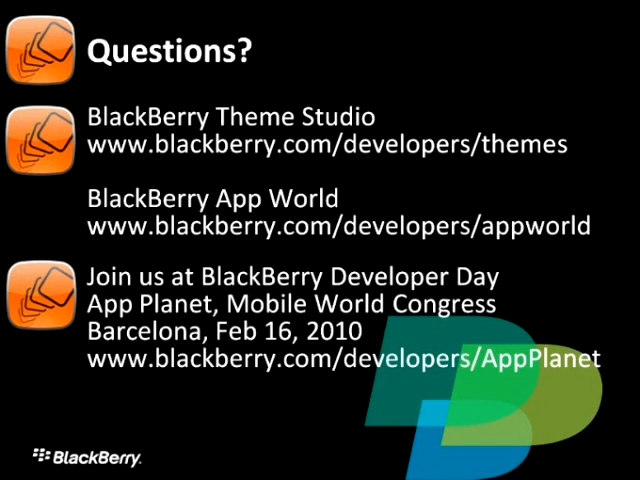 Questions?
BlackBerry Theme Studio
www.blackberry.com/developers/themes
BlackBerry App World
www.blackberry.com/developers/appworld
Join us at BlackBerry Developer Day
App Planet, Mobile World Congress
Barcelona, Feb 16, 2010
www.blackberry.com/developers/AppPlanet
BlackBerry.